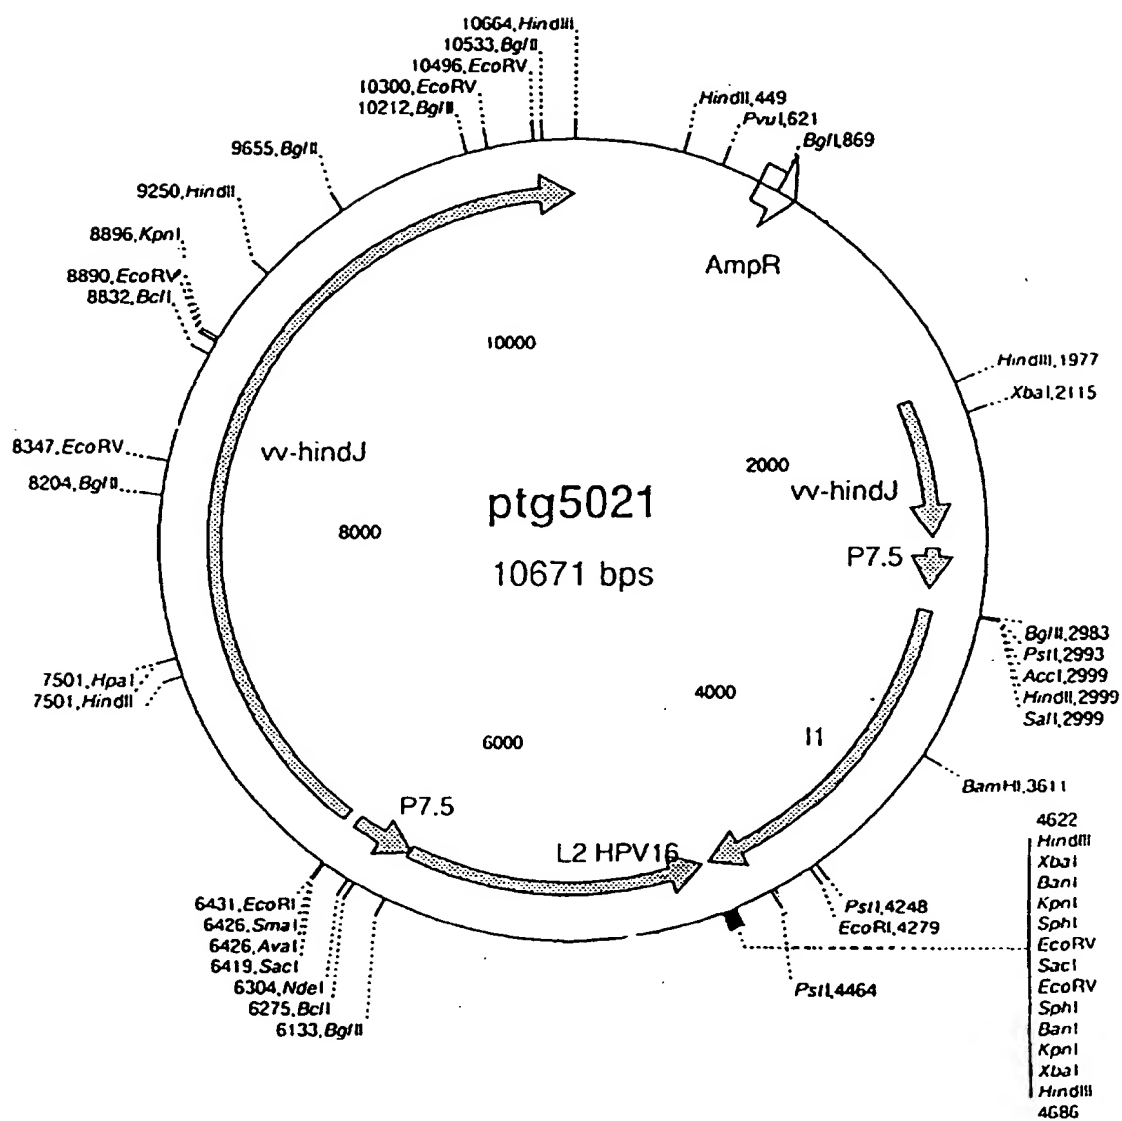 10664,HindIII
10533,BglII
10496,EcoRV
10300,EcoRV
10212,BglII
HindII,449
PvuI,621
BglI,869
9655,BglII
9250,HindII
8896,KpnI
8890,EcoRV
8832,BclI
AmpR
10000
HindIII,1977
XbaI,2115
8347,EcoRV
8204,BglII
vv-hindJ
2000
vv-hindJ
ptg5021
8000
10671 bps
P7.5
BglII,2983
PstI,2993
AccI,2999
HindII,2999
SalI,2999
7501,HpaI
7501,HindII
4000
6000
l1
BamHI,3611
P7.5
L2 HPV16
6431,EcoRI
6426,SmaI
6426,AvaI
6419,SacI
6304,NdeI
6275,BclI
6133,BglII
PstI,4248
EcoRI,4279
PstI,4464
4622
HindIII
XbaI
BanI
KpnI
SphI
EcoRV
SacI
EcoRV
SphI
BanI
KpnI
XbaI
HindIII
4686